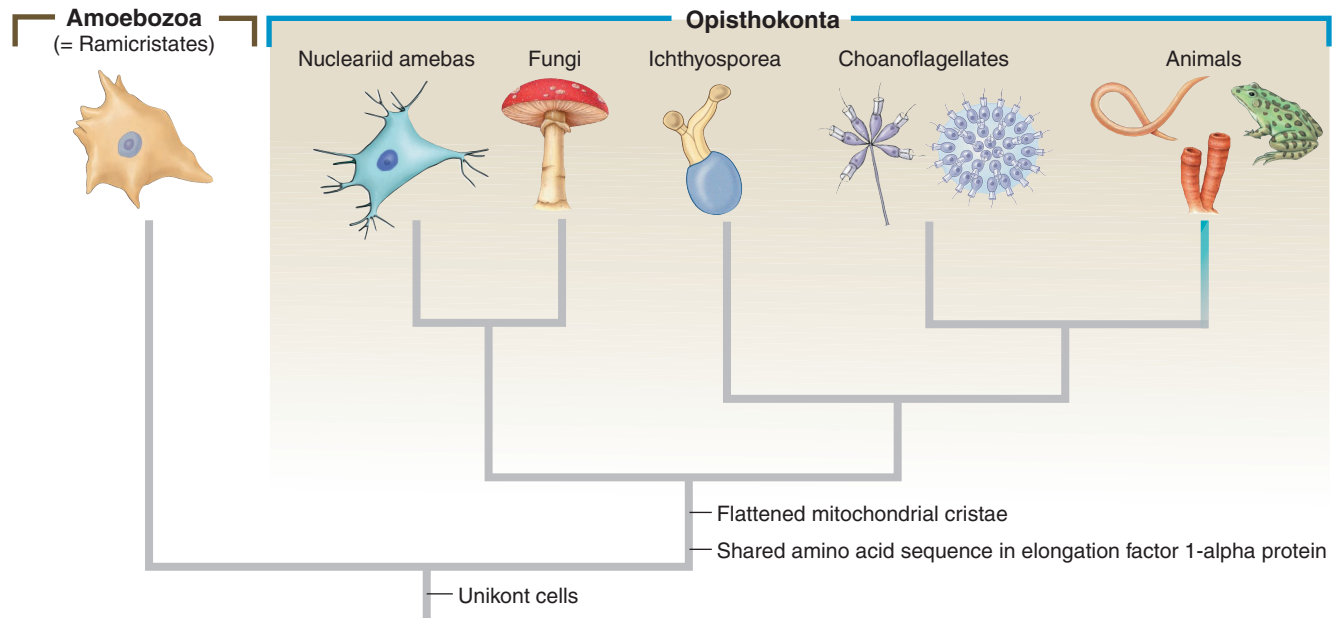 Amoebozoa
(= Ramicristates)
Opisthokonta
Nucleariid amebas
Fungi
Ichthyosporea
Choanoflagellates
Animals
Flattened mitochondrial cristae
Shared amino acid sequence in elongation factor 1-alpha protein
Unikont cells